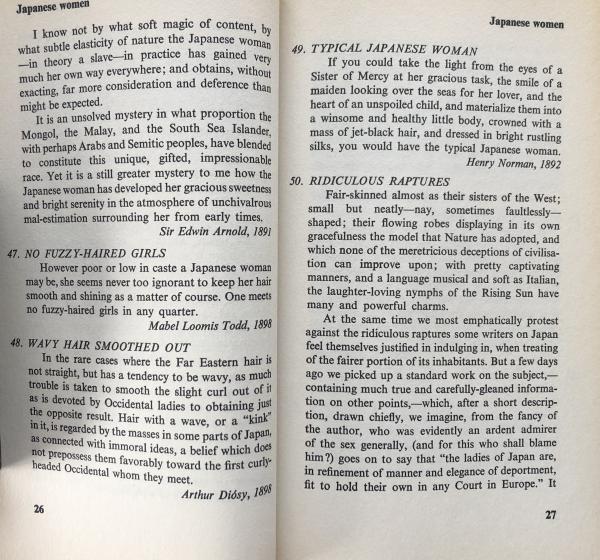 Japanese women
I know not by what soft magic of content, by
what subtle elasticity of nature the Japanese woman
—in theory a slave—in practice has gained very
much her own way everywhere; and obtains, without
exacting, far more consideration and deference than
might be expected.
It is an unsolved mystery in what proportion the
Mongol, the Malay, and the South Sea Islander,
with perhaps Arabs and Semitic peoples, have blended
to constitute this unique, gifted, impressionable
race. Yet it is a still greater mystery to me how the
Japanese woman has developed her gracious sweetness
and bright serenity in the atmosphere of unchivalrous
mal-estimation surrounding her from early times.
Sir Edwin Arnold, 1891
47. NO FUZZY-HAIRED GIRLS
However poor or low in caste a Japanese woman
may be, she seems never too ignorant to keep her hair
smooth and shining as a matter of course. One meets
no fuzzy-haired girls in any quarter.
Mabel Loomis Todd, 1898
48. WAVY HAIR SMOOTHED OUT
In the rare cases where the Far Eastern hair is
not straight, but has a tendency to be wavy, as much
trouble is taken to smooth the slight curl out of it
as is devoted by Occidental ladies to obtaining just
the opposite result. Hair with a wave, or a “kink”
in it, is regarded by the masses in some parts of Japan,
as connected with immoral ideas, a belief which does
not prepossess them favorably toward the first curly-
headed Occidental whom they meet.
Arthur Diósy, 1898
26
Japanese women
49. TYPICAL JAPANESE WOMAN
If you could take the light from the eyes of a
Sister of Mercy at her gracious task, the smile of a
maiden looking over the seas for her lover, and the
heart of an unspoiled child, and materialize them into
a winsome and healthy little body, crowned with a
mass of jet-black hair, and dressed in bright rustling
silks, you would have the typical Japanese woman.
Henry Norman, 1892
50. RIDICULOUS RAPTURES
Fair-skinned almost as their sisters of the West;
small but neatly—nay, sometimes faultlessly—
shaped; their flowing robes displaying in its own
gracefulness the model that Nature has adopted, and
which none of the meretricious deceptions of civilisa-
tion can improve upon; with pretty captivating
manners, and a language musical and soft as Italian,
the laughter-loving nymphs of the Rising Sun have
many and powerful charms.
At the same time we most emphatically protest
against the ridiculous raptures some writers on Japan
feel themselves justified in indulging in, when treating
of the fairer portion of its inhabitants. But a few days
ago we picked up a standard work on the subject,—
containing much true and carefully-gleaned informa-
tion on other points,—which, after a short descrip-
tion, drawn chiefly, we imagine, from the fancy of
the author, who was evidently an ardent admirer
of the sex generally, (and for this who shall blame
him?) goes on to say that “the ladies of Japan are,
in refinement of manner and elegance of deportment,
fit to hold their own in any Court in Europe.” It
27